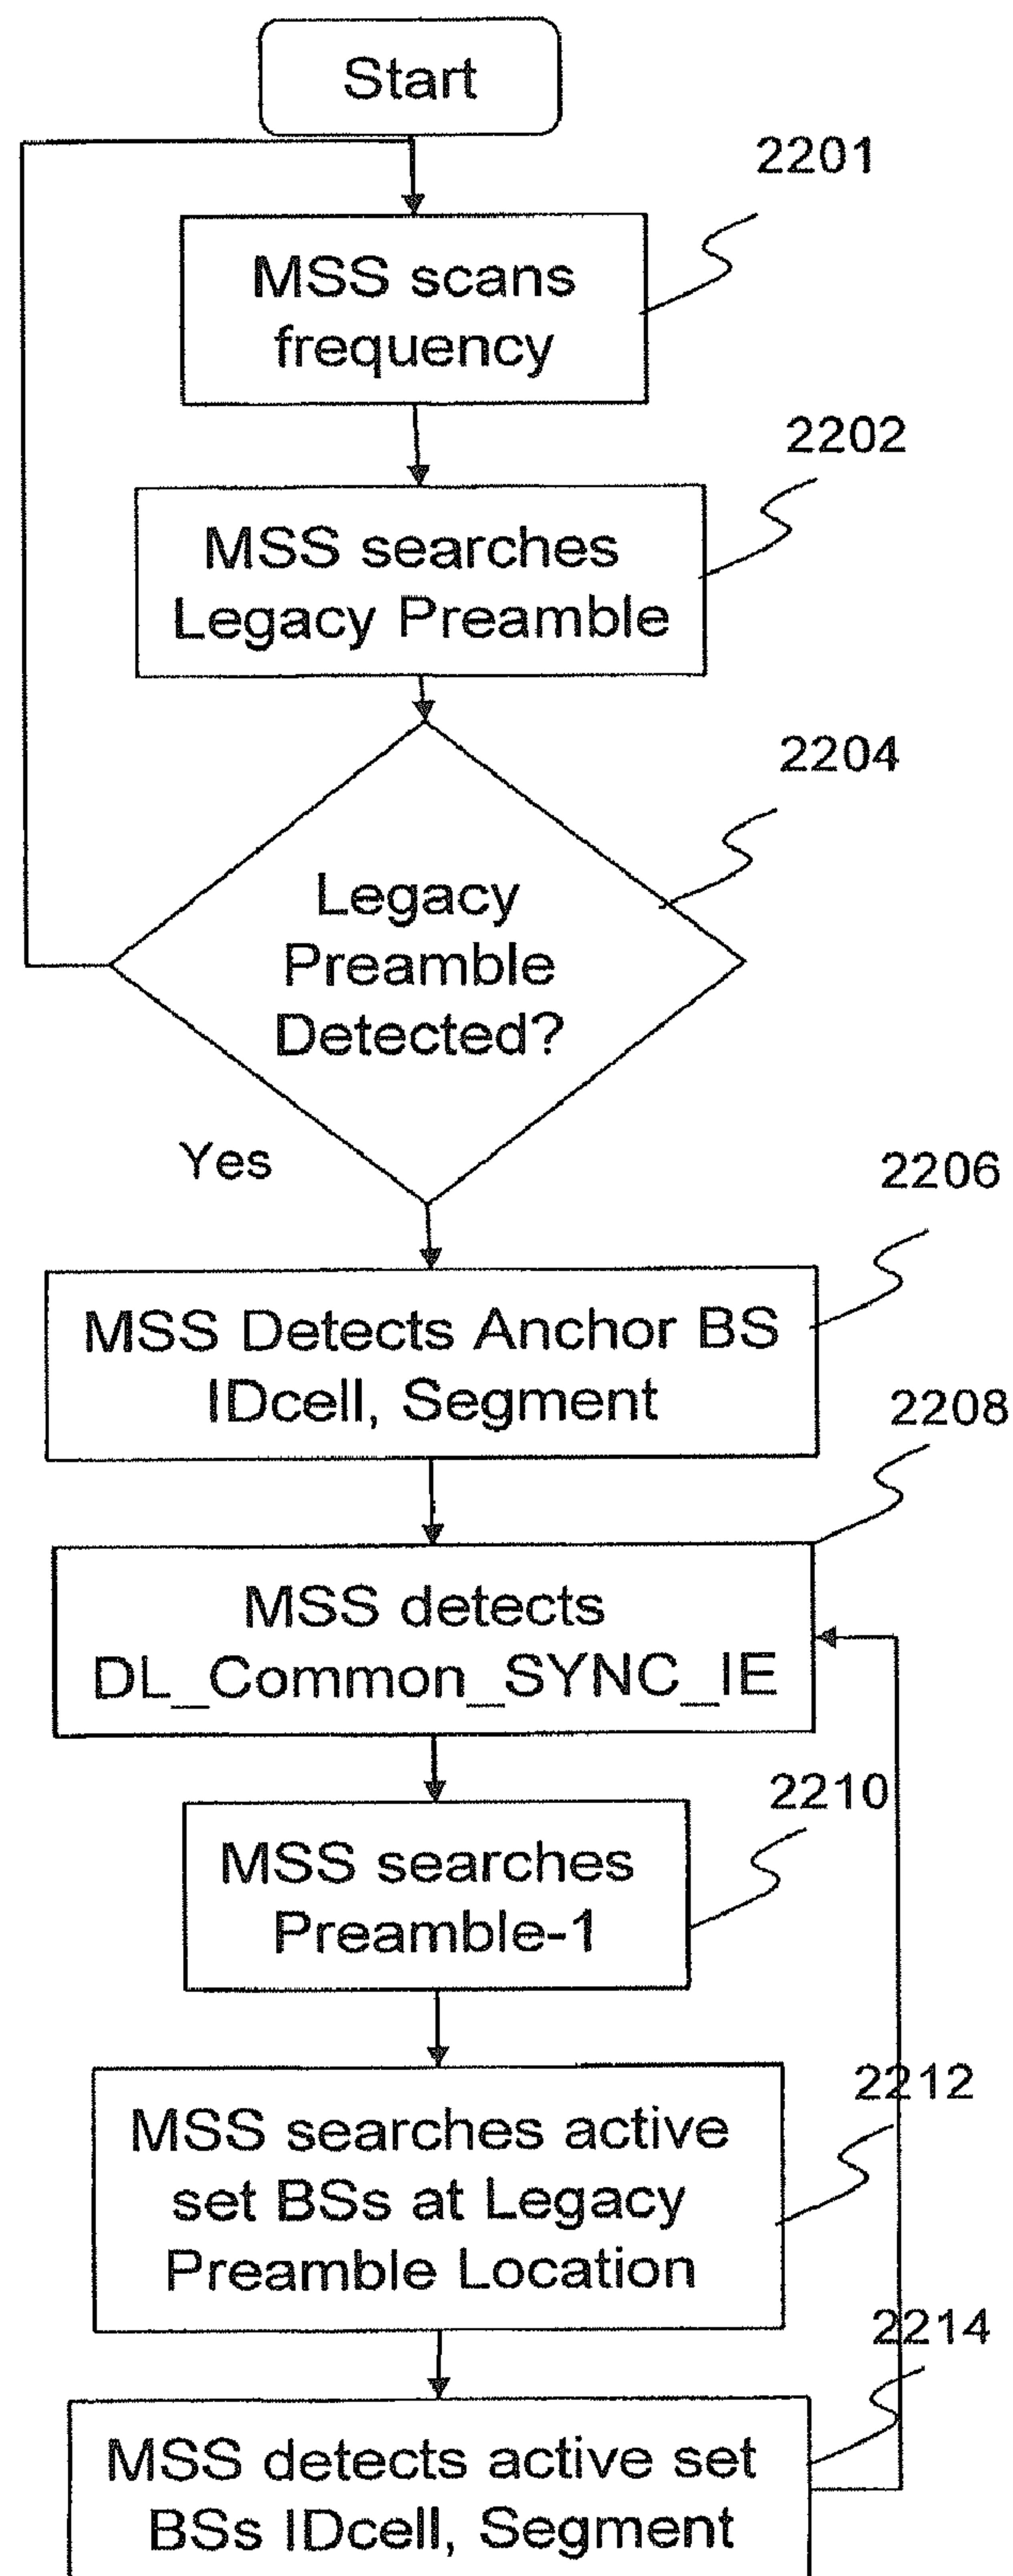 Start
2201
MSS scans
frequency
2202
MSS searches
Legacy Preamble
2204
Legacy
Preamble
Detected?
Yes
2206
MSS Detects Anchor BS
IDcell, Segment
2208
MSS detects
DL_Common_SYNC_IE
2210
MSS searches
Preamble-1
2212
MSS searches active
set BSs at Legacy
Preamble Location
2214
MSS detects active set
BSs IDcell, Segment